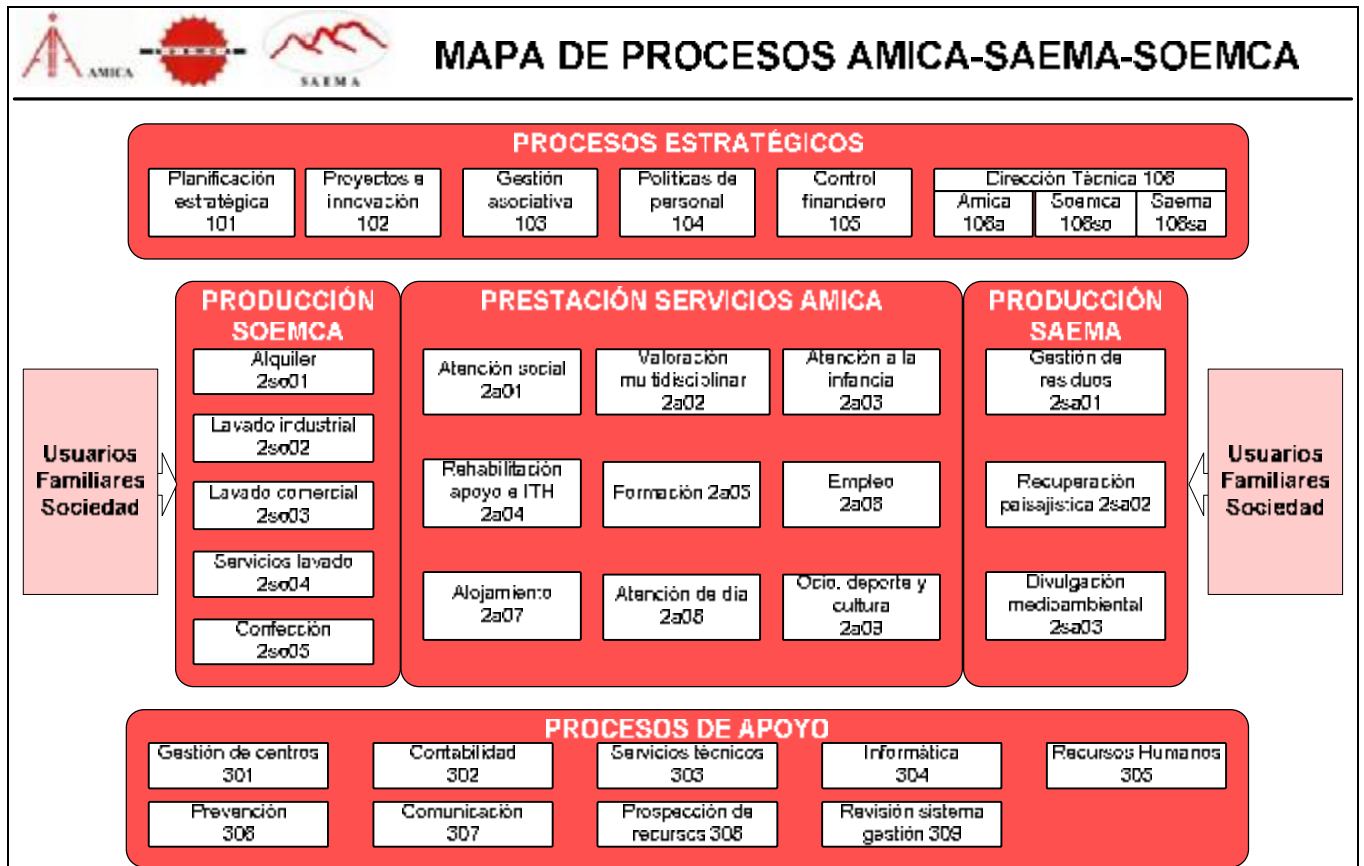 AMICA
SAEMA
MAPA DE PROCESOS AMICA-SAEMA-SOEMCA
PROCESOS ESTRATÉGICOS
Planificación
estratégica
101
Proyectos e
innovación
102
Gestión
asociativa
103
Políticas de
personal
104
Control
financiero
105
Dirección Técnica 106
Amica
106a
Soemca
106so
Saema
106sa
PRODUCCIÓN
SOEMCA
Alquiler
2so01
Lavado industrial
2so02
Lavado comercial
2so03
Servicios lavado
2so04
Confección
2so05
PRESTACIÓN SERVICIOS AMICA
Atención social
2a01
Valoración
multidisciplinar
2a02
Atención a la
infancia
2a03
Rehabilitación
apoyo e ITH
2a04
Formación 2a05
Empleo
2a06
Alojamiento
2a07
Atención de día
2a08
Ocio, deporte y
cultura
2a09
PRODUCCIÓN
SAEMA
Gestión de
residuos
2sa01
Recuperación
paisajística 2sa02
Divulgación
medioambiental
2sa03
Usuarios
Familiares
Sociedad
Usuarios
Familiares
Sociedad
PROCESOS DE APOYO
Gestión de centros
301
Contabilidad
302
Servicios técnicos
303
Informática
304
Recursos Humanos
305
Prevención
306
Comunicación
307
Prospección de
recursos 308
Revisión sistema
gestión 309